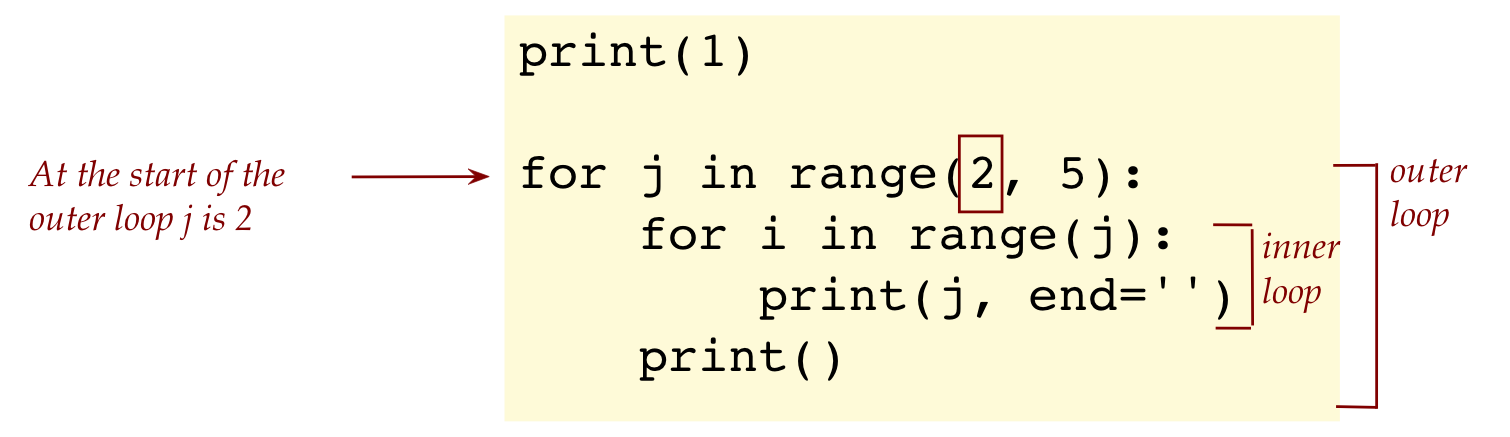 print(1)
At the start of the
outer loop j is 2
for j in range(2, 5):
    for i in range(j):
        print(j, end='')
    print()
inner
loop
outer
loop